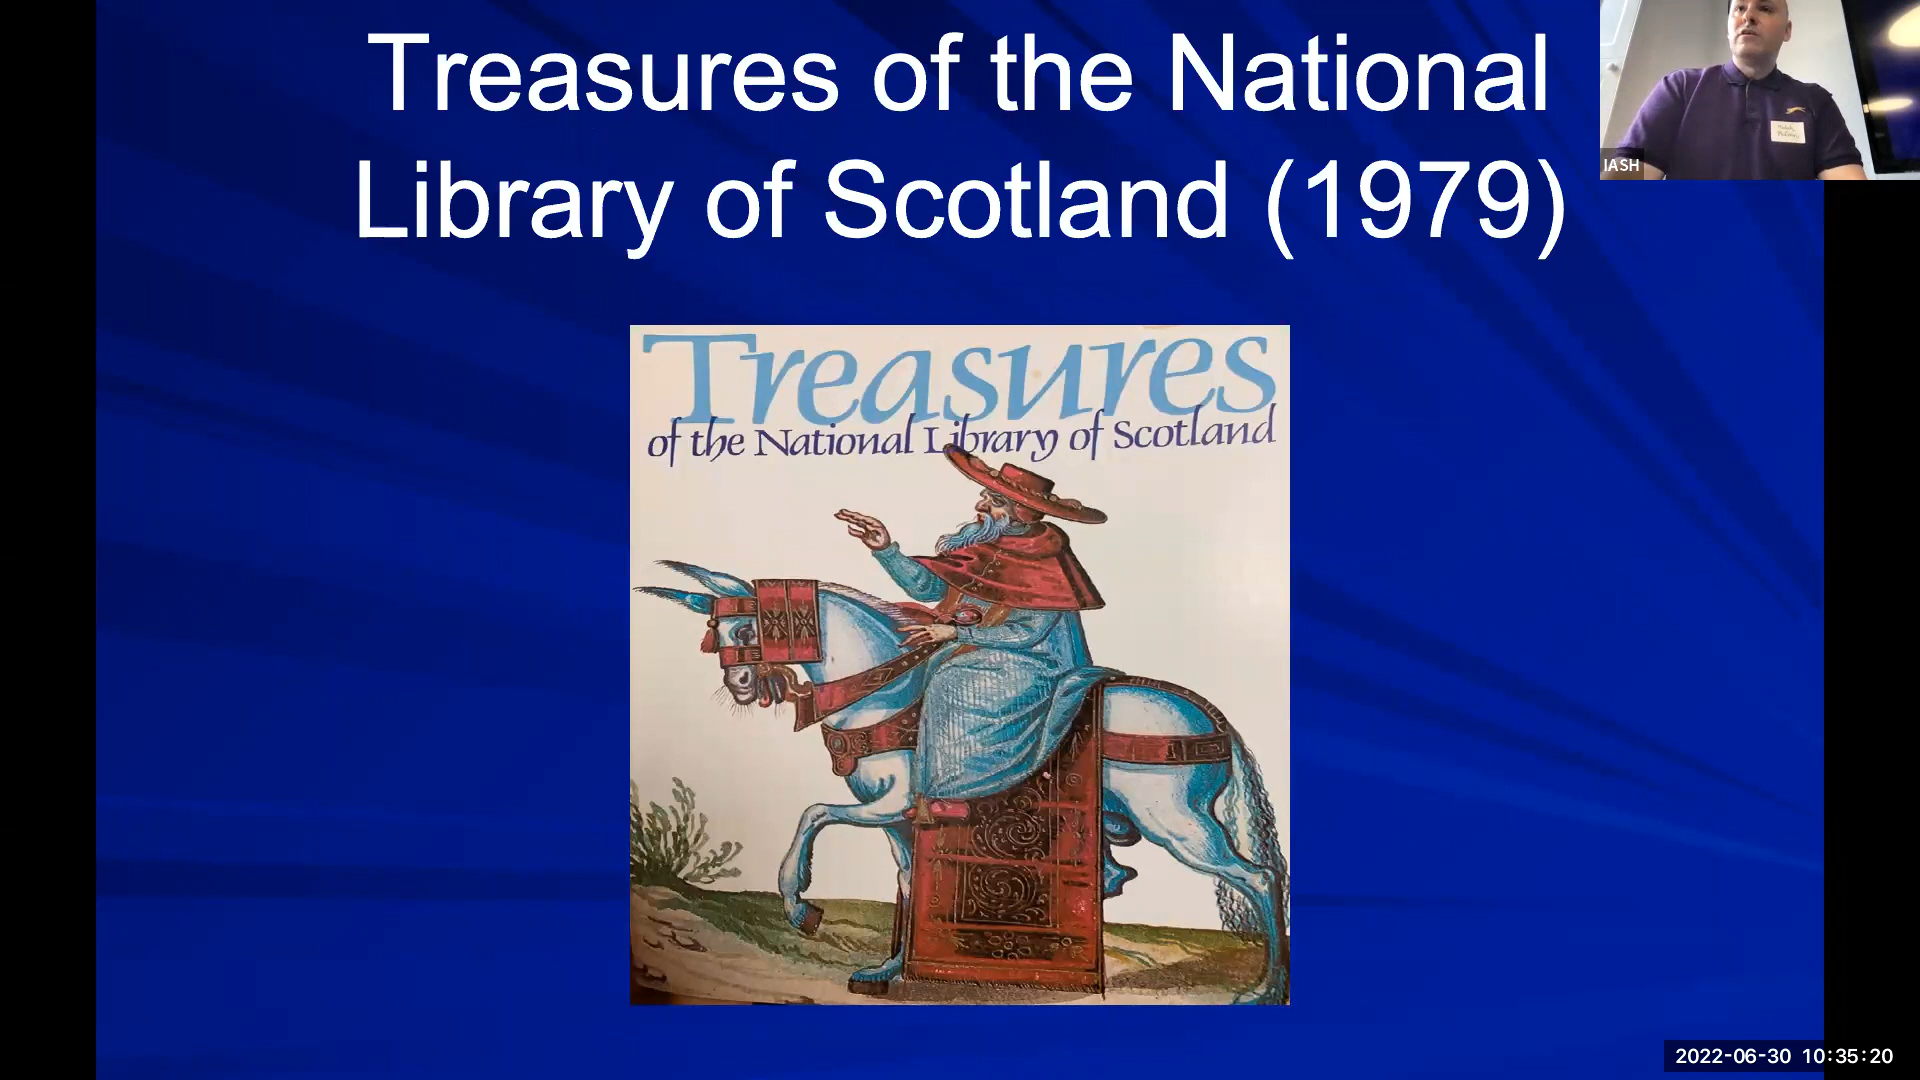 Treasures of the National
Library of Scotland (1979)
Treasures
of the National Library of Scotland
IASH
2022-06-30 10:35:20